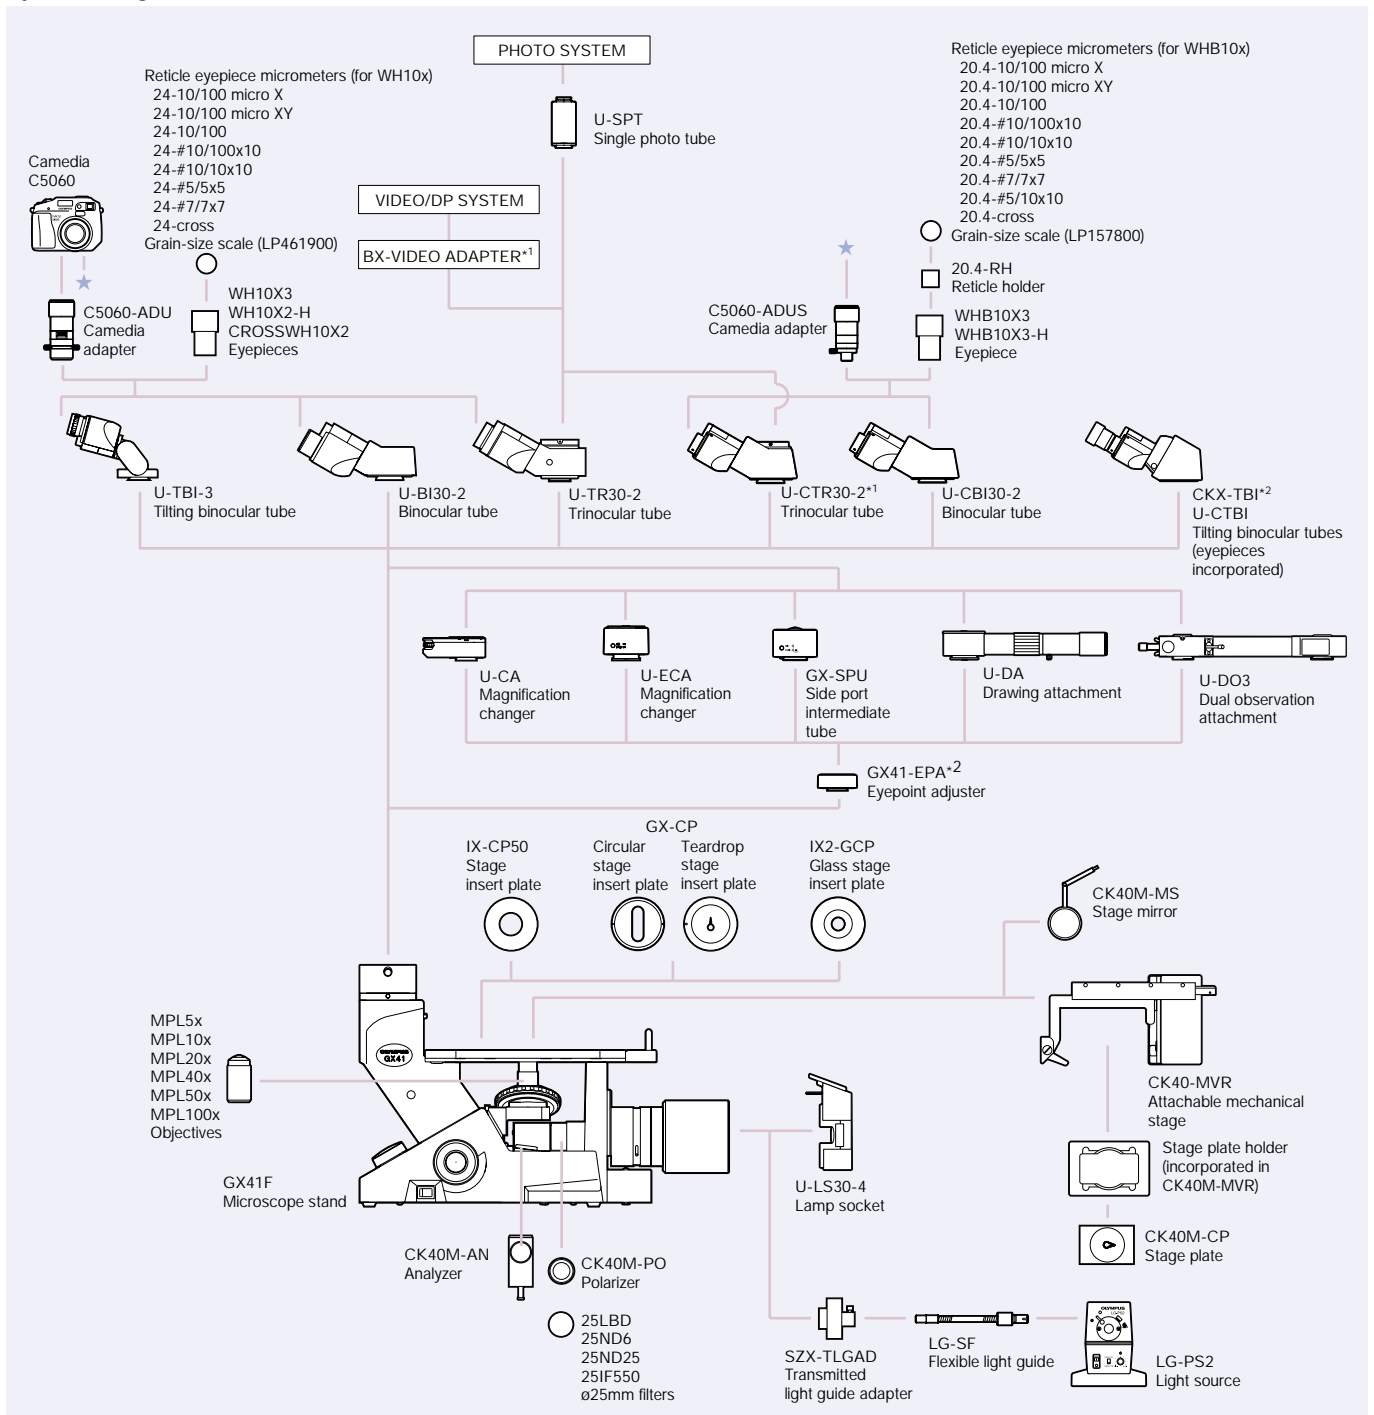 PHOTO SYSTEM
U-SPT
Single photo tube
Reticle eyepiece micrometers (for WH10x)
24-10/100 micro X
24-10/100 micro XY
24-10/100
24-#10/100x10
24-#10/10x10
24-#5/5x5
24-#7/7x7
24-cross
Grain-size scale (LP461900)
Camedia
C5060
VIDEO/DP SYSTEM
BX-VIDEO ADAPTER*1
Reticle eyepiece micrometers (for WHB10x)
20.4-10/100 micro X
20.4-10/100 micro XY
20.4-10/100
20.4-#10/100x10
20.4-#10/10x10
20.4-#5/5x5
20.4-#7/7x7
20.4-#5/10x10
20.4-cross
Grain-size scale (LP157800)
20.4-RH
Reticle holder
C5060-ADU
Camedia
adapter
WH10X3
WH10X2-H
CROSSWH10X2
Eyepieces
C5060-ADUS
Camedia adapter
WHB10X3
WHB10X3-H
Eyepiece
U-TBI-3
Tilting binocular tube
U-BI30-2
Binocular tube
U-TR30-2
Trinocular tube
U-CTR30-2*1
Trinocular tube
U-CBI30-2
Binocular tube
CKX-TBI*2
U-CTBI
Tilting binocular tubes
(eyepieces
incorporated)
U-CA
Magnification
changer
U-ECA
Magnification
changer
GX-SPU
Side port
intermediate
tube
U-DA
Drawing attachment
U-DO3
Dual observation
attachment
GX41-EPA*2
Eyepoint adjuster
IX-CP50
Stage
insert plate
GX-CP
Circular
stage
insert plate
Teardrop
stage
insert plate
IX2-GCP
Glass stage
insert plate
CK40M-MS
Stage mirror
MPL5x
MPL10x
MPL20x
MPL40x
MPL50x
MPL100x
Objectives
OLYMPUS
GX41
GX41F
Microscope stand
CK40-MVR
Attachable mechanical
stage
Stage plate holder
(incorporated in
CK40M-MVR)
U-LS30-4
Lamp socket
CK40M-CP
Stage plate
CK40M-AN
Analyzer
CK40M-PO
Polarizer
25LBD
25ND6
25ND25
25IF550
ø25mm filters
SZX-TLGAD
Transmitted
light guide adapter
LG-SF
Flexible light guide
OLYMPUS
LG-PS2
LG-PS2
Light source